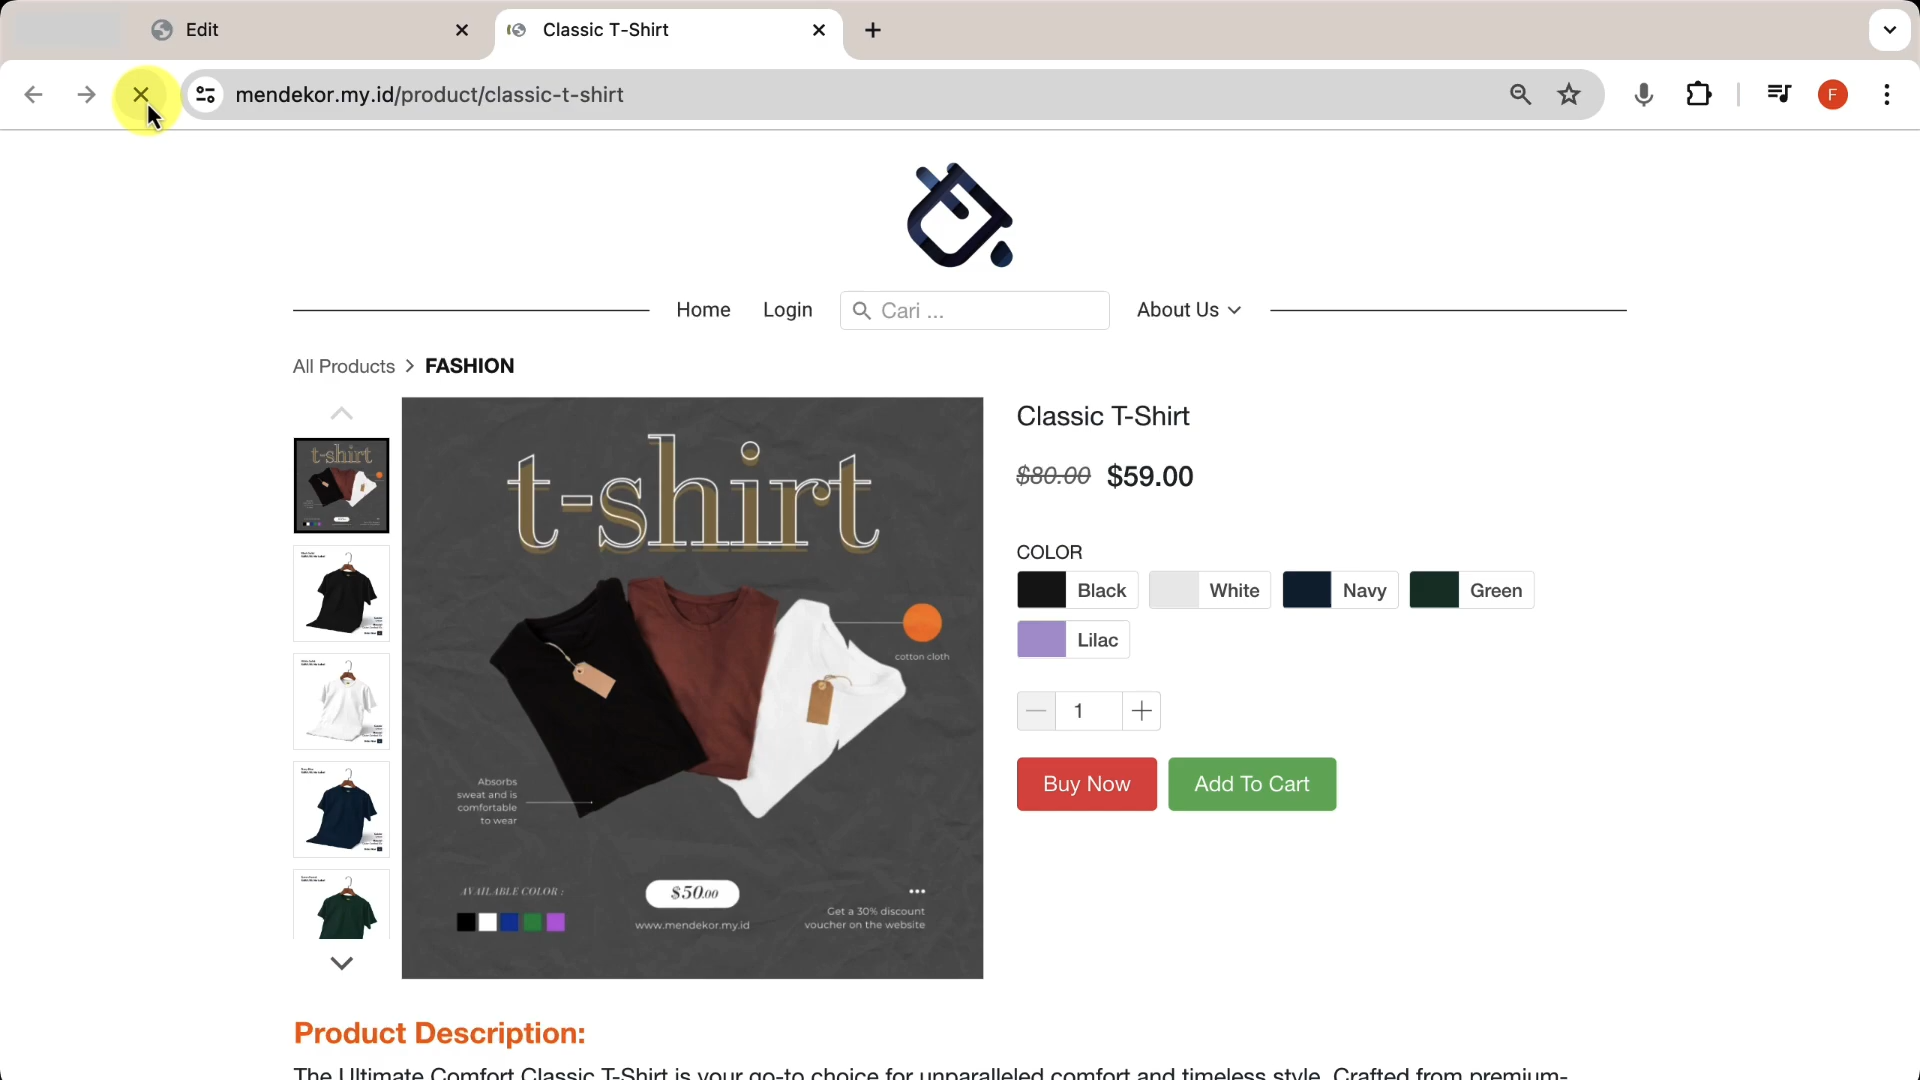 Edit
Classic T-Shirt
mendekor.my.id/product/classic-t-shirt
F
Home
Login
Cari ...
About Us
All Products > FASHION
t-shirt
Classic T-Shirt
$80.00 $59.00
COLOR
Black
White
Navy
Green
Lilac
1
Buy Now
Add To Cart
t-shirt
cotton cloth
Absorbs
sweat and is
comfortable
to wear
AVAILABLE COLOR :
$50.00
www.mendekor.my.id
Get a 30% discount
voucher on the website
Product Description:
The Ultimate Comfort Classic T-Shirt is your go-to choice for unparalleled comfort and timeless style. Crafted from premium-